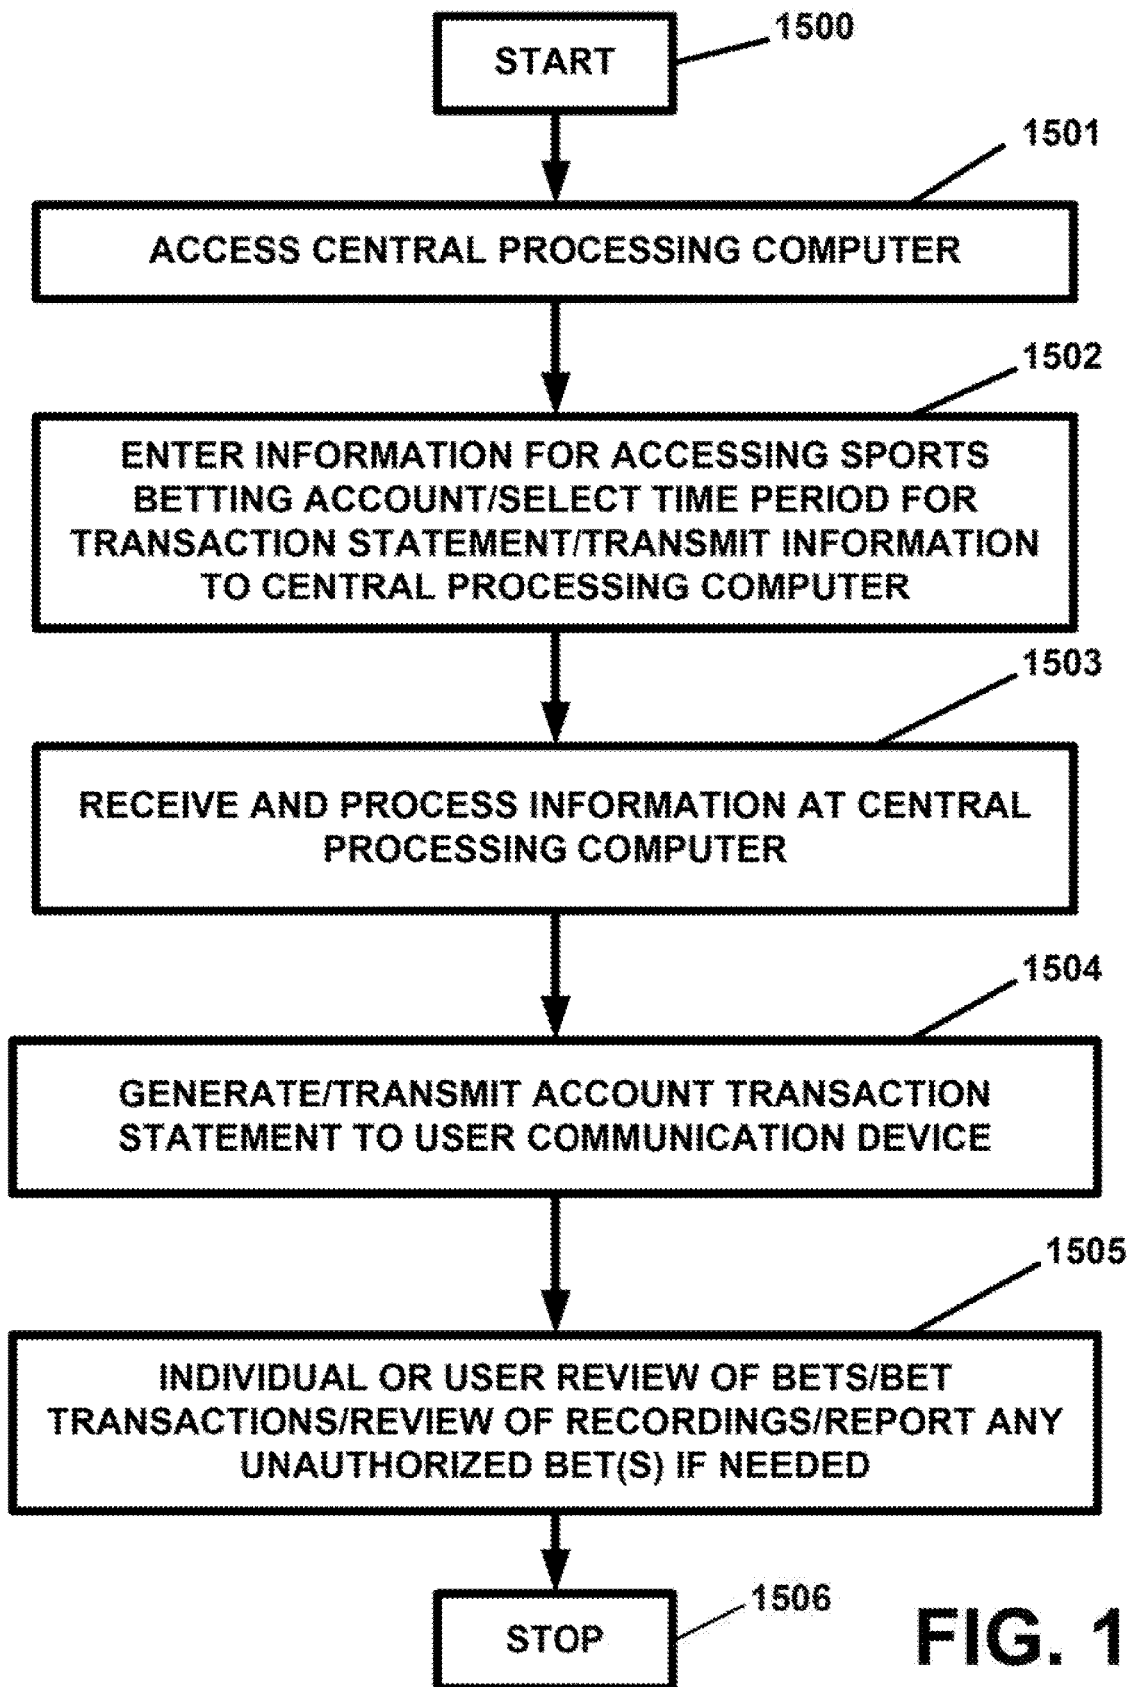 START
1500
1501
ACCESS CENTRAL PROCESSING COMPUTER
1502
ENTER INFORMATION FOR ACCESSING SPORTS
BETTING ACCOUNT/SELECT TIME PERIOD FOR
TRANSACTION STATEMENT/TRANSMIT INFORMATION
TO CENTRAL PROCESSING COMPUTER
1503
RECEIVE AND PROCESS INFORMATION AT CENTRAL
PROCESSING COMPUTER
1504
GENERATE/TRANSMIT ACCOUNT TRANSACTION
STATEMENT TO USER COMMUNICATION DEVICE
1505
INDIVIDUAL OR USER REVIEW OF BETS/BET
TRANSACTIONS/REVIEW OF RECORDINGS/REPORT ANY
UNAUTHORIZED BET(S) IF NEEDED
STOP
1506
FIG. 1